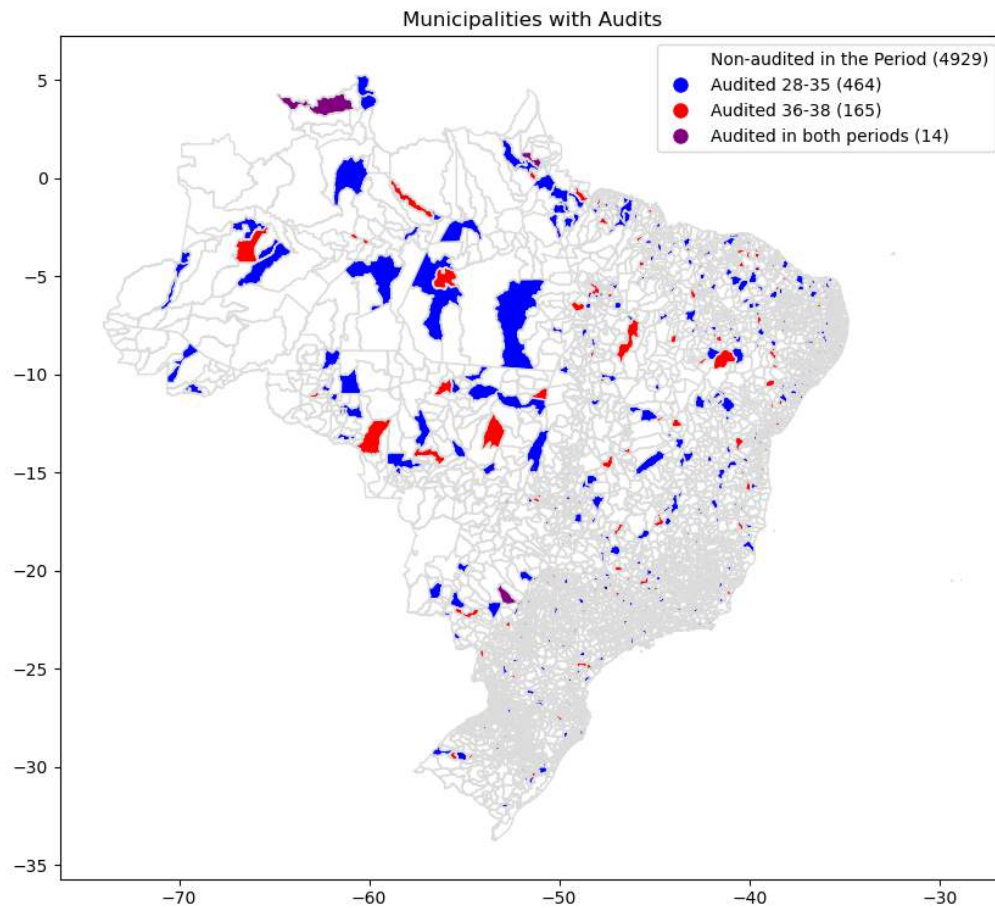 Municipalities with Audits
Non-audited in the Period (4929)
Audited 28-35 (464)
Audited 36-38 (165)
Audited in both periods (14)
5
0
−5
−10
−15
−20
−25
−30
−35
−70
−60
−50
−40
−30